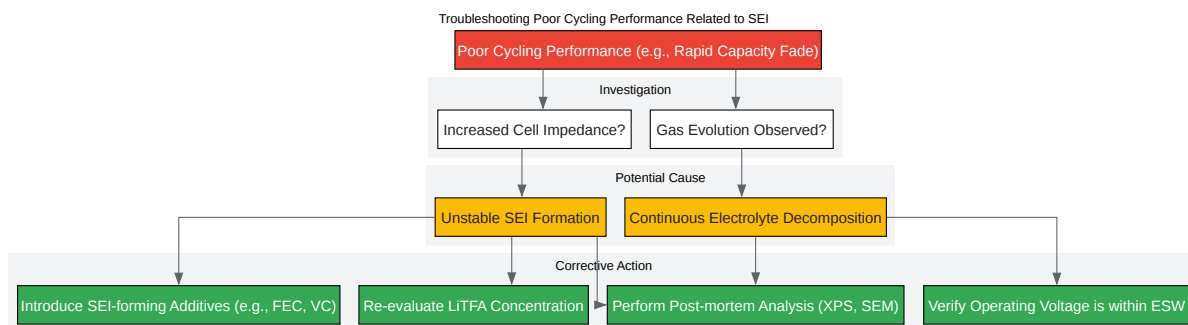 Troubleshooting Poor Cycling Performance Related to SEI
Poor Cycling Performance (e.g., Rapid Capacity Fade)
Investigation
Increased Cell Impedance?
Gas Evolution Observed?
Potential Cause
Unstable SEI Formation
Continuous Electrolyte Decomposition
Corrective Action
Introduce SEI-forming Additives (e.g., FEC, VC)
Re-evaluate LiTFA Concentration
Perform Post-mortem Analysis (XPS, SEM)
Verify Operating Voltage is within ESW